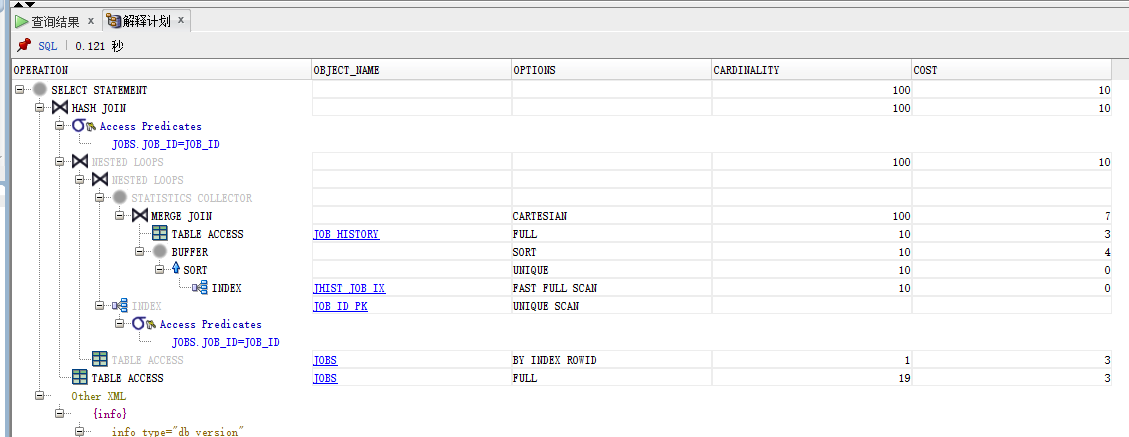 查询结果 x 解释计划 x
SQL | 0.121 秒
OPERATION OBJECT_NAME OPTIONS CARDINALITY COST
SELECT STATEMENT 100 10
HASH JOIN 100 10
Access Predicates
JOBS.JOB_ID=JOB_ID
NESTED LOOPS 100 10
NESTED LOOPS
STATISTICS COLLECTOR
MERGE JOIN CARTESIAN 100 7
TABLE ACCESS JOB_HISTORY FULL 10 3
BUFFER SORT 10 4
SORT UNIQUE 10 0
INDEX JHIST_JOB_IX FAST FULL SCAN 10 0
INDEX JOB_ID_PK UNIQUE SCAN
Access Predicates
JOBS.JOB_ID=JOB_ID
TABLE ACCESS JOBS BY INDEX ROWID 1 3
TABLE ACCESS JOBS FULL 19 3
Other XML
{info}
info type="db_version"